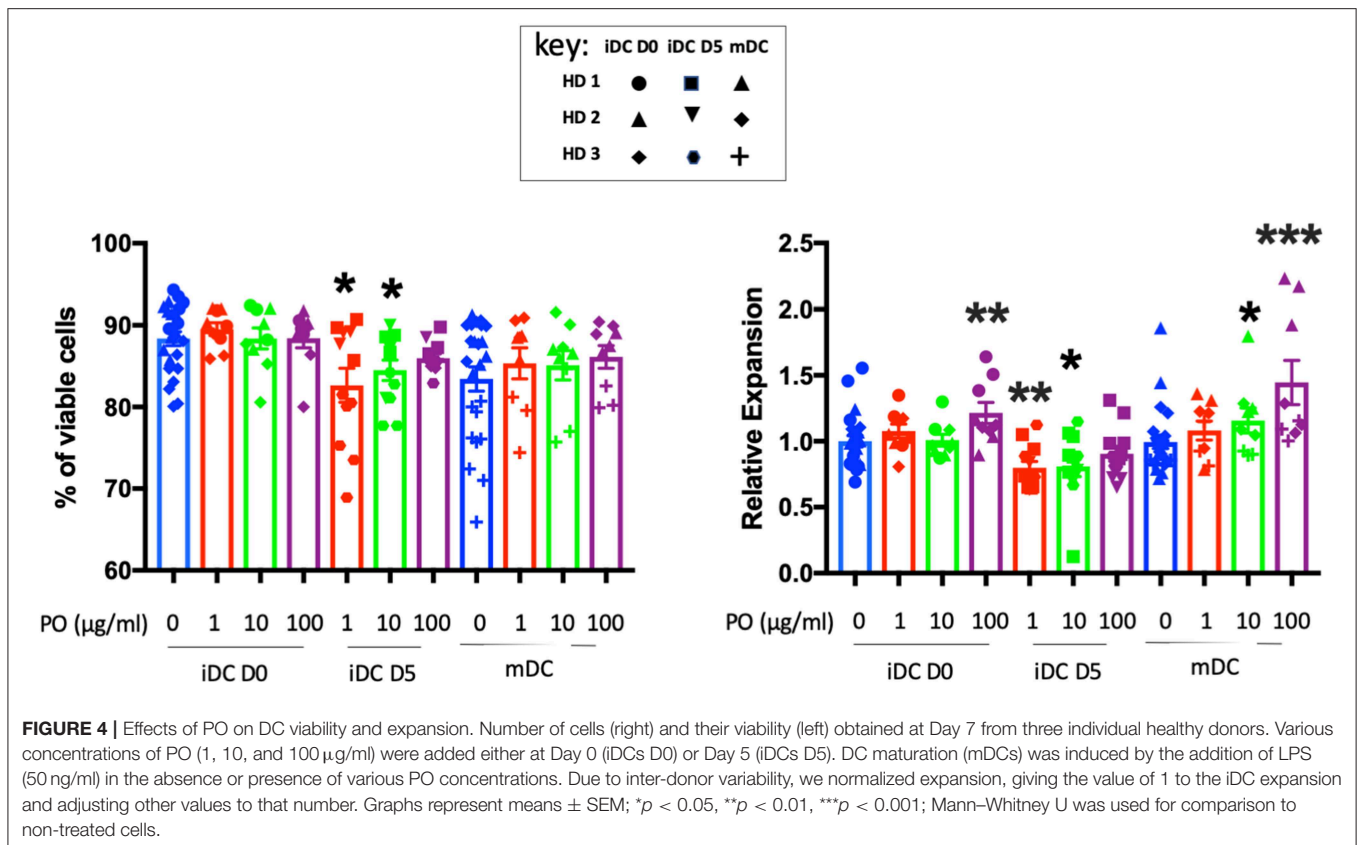 key: iDC D0 iDC D5 mDC
HD 1
HD 2
HD 3
% of viable cells
100
90
80
70
60
PO (μg/ml) 0 1 10 100 1 10 100 0 1 10 100
iDC D0 iDC D5 mDC
* *
Relative Expansion
2.5
2.0
1.5
1.0
0.5
0.0
** ** * * ***
PO (μg/ml) 0 1 10 100 1 10 100 0 1 10 100
iDC D0 iDC D5 mDC
FIGURE 4 | Effects of PO on DC viability and expansion. Number of cells (right) and their viability (left) obtained at Day 7 from three individual healthy donors. Various
concentrations of PO (1, 10, and 100 μg/ml) were added either at Day 0 (iDCs D0) or Day 5 (iDCs D5). DC maturation (mDCs) was induced by the addition of LPS
(50 ng/ml) in the absence or presence of various PO concentrations. Due to inter-donor variability, we normalized expansion, giving the value of 1 to the iDC expansion
and adjusting other values to that number. Graphs represent means ± SEM; *p < 0.05, **p < 0.01, ***p < 0.001; Mann–Whitney U was used for comparison to
non-treated cells.